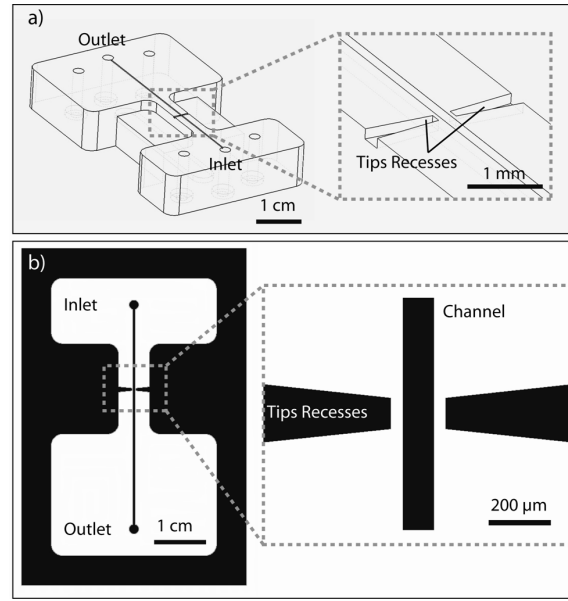 a)
Outlet
Inlet
1 cm
Tips Recesses
1 mm
b)
Inlet
Outlet
1 cm
Channel
Tips Recesses
200 µm